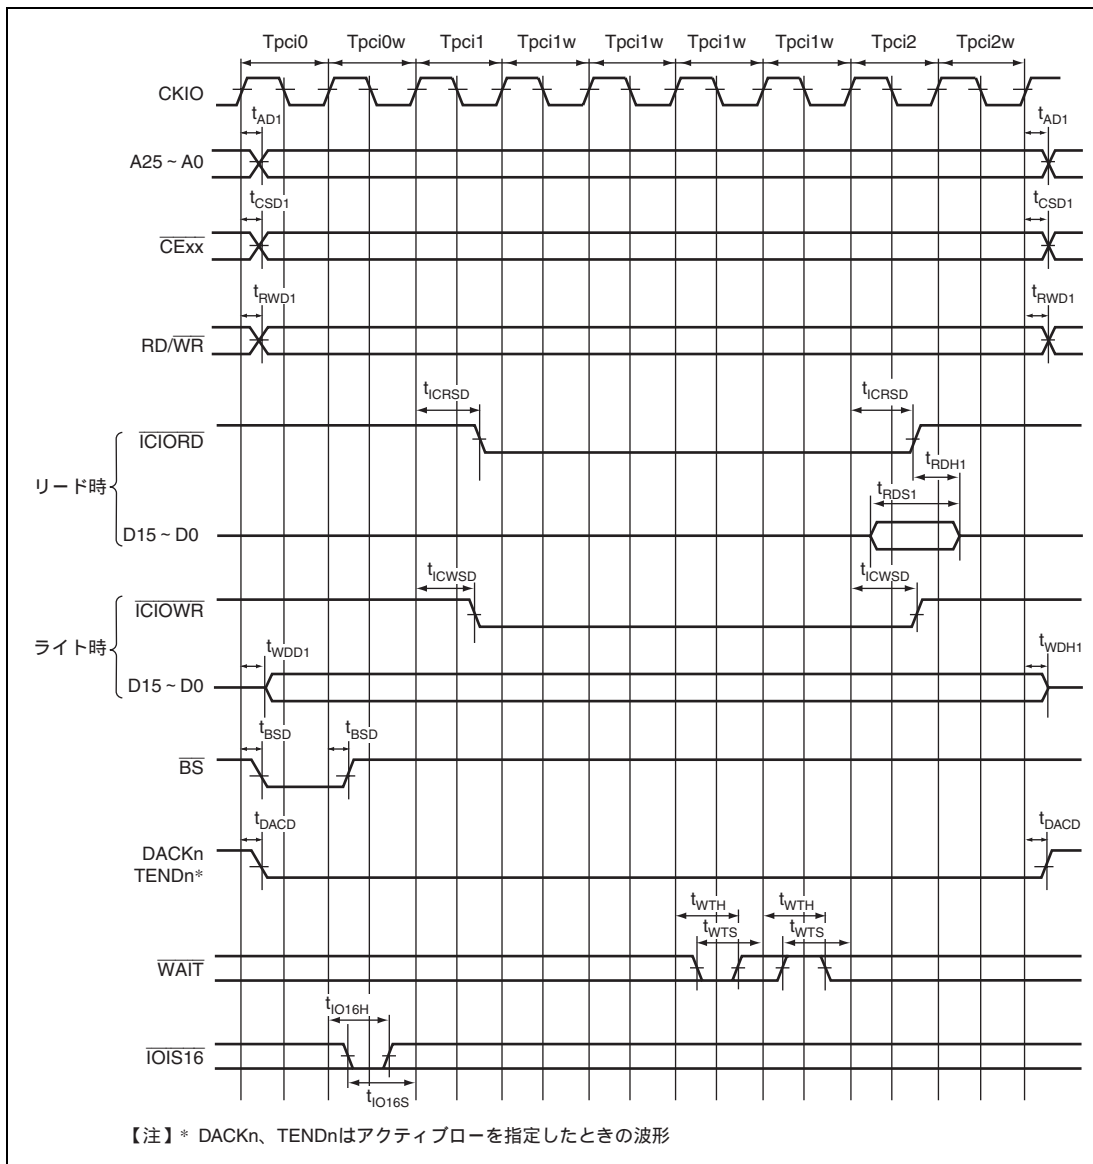 Tpci0 Tpci0w Tpci1 Tpci1w Tpci1w Tpci1w Tpci1w Tpci2 Tpci2w
CKIO
tAD1 tAD1
A25 ~ A0
tCSD1 tCSD1
CExx
tRWD1 tRWD1
RD/WR
tICRSD tICRSD
ICIORD
tRDH1
リード時
tRDS1
D15 ~ D0
tICWSD tICWSD
ICIOWR
ライト時
tWDD1 tWDH1
D15 ~ D0
tBSD tBSD
BS
tDACD tDACD
DACKn
TENDn*
tWTH tWTH
tWTS tWTS
WAIT
tIO16H
IOIS16
tIO16S
【注】* DACKn、TENDnはアクティブローを指定したときの波形